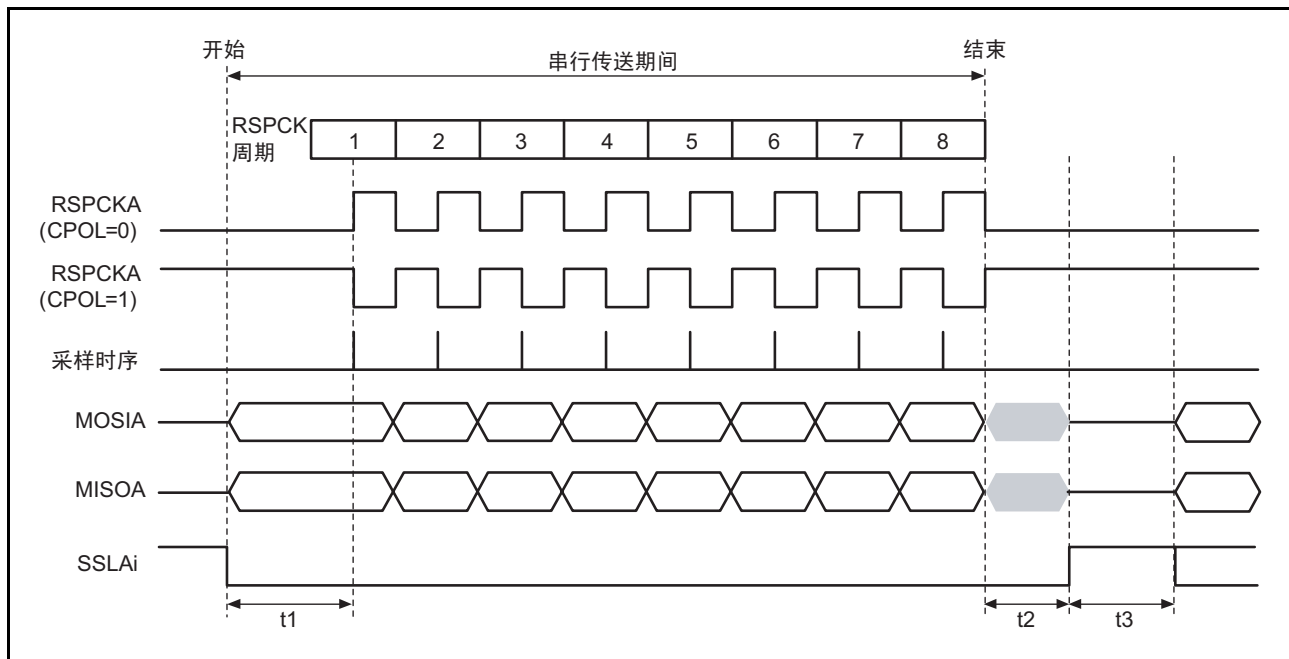 开始
串行传送期间
结束
RSPCK
周期
1 2 3 4 5 6 7 8
RSPCKA
(CPOL=0)
RSPCKA
(CPOL=1)
采样时序
MOSIA
MISOA
SSLAi
t1 t2 t3